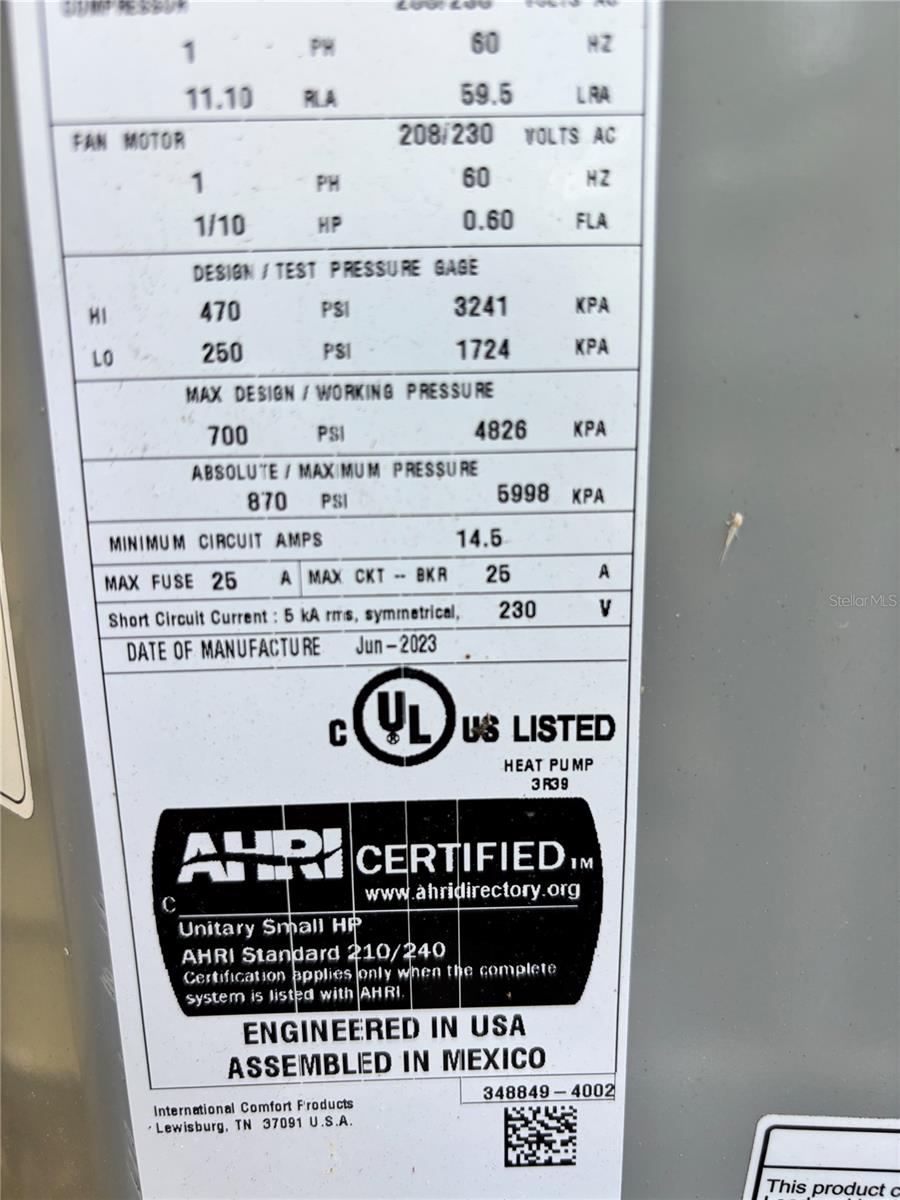 COMPRESSOR 208/230 VOLTS AC
1 PH 60 HZ
11.10 RLA 59.5 LRA
FAN MOTOR 208/230 VOLTS AC
1 PH 60 HZ
1/10 HP 0.60 FLA
DESIGN / TEST PRESSURE GAGE
HI 470 PSI 3241 KPA
LO 250 PSI 1724 KPA
MAX DESIGN / WORKING PRESSURE
700 PSI 4826 KPA
ABSOLUTE / MAXIMUM PRESSURE
870 PSI 5998 KPA
MINIMUM CIRCUIT AMPS 14.5
MAX FUSE 25 A MAX CKT -- BKR 25 A
Short Circuit Current : 5 kA rms, symmetrical, 230 V
DATE OF MANUFACTURE Jun-2023
C UL® US LISTED
HEAT PUMP
3R39
AHRI CERTIFIED TM
www.ahridirectory.org
C
Unitary Small HP
AHRI Standard 210/240
Certification applies only when the complete
system is listed with AHRI.
ENGINEERED IN USA
ASSEMBLED IN MEXICO
348849-4002
International Comfort Products
Lewisburg, TN 37091 U.S.A.
StellarMLS
This product c